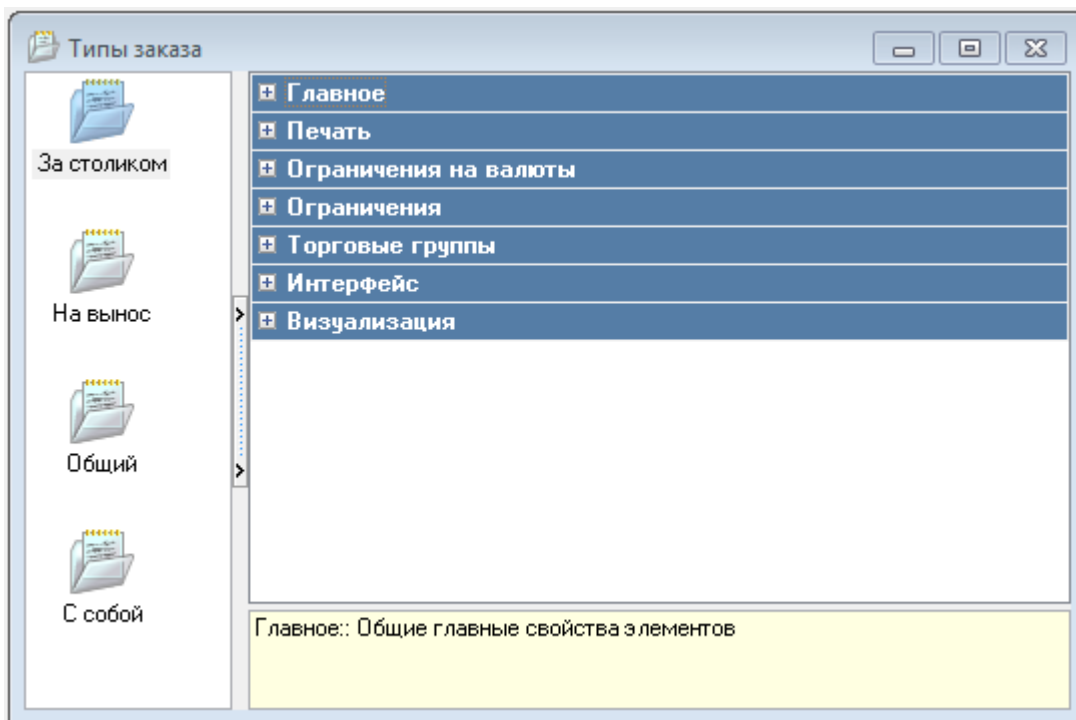 Типы заказа
За столиком
На вынос
Общий
С собой
Главное
Печать
Ограничения на валюты
Ограничения
Торговые группы
Интерфейс
Визуализация
Главное:: Общие главные свойства элементов